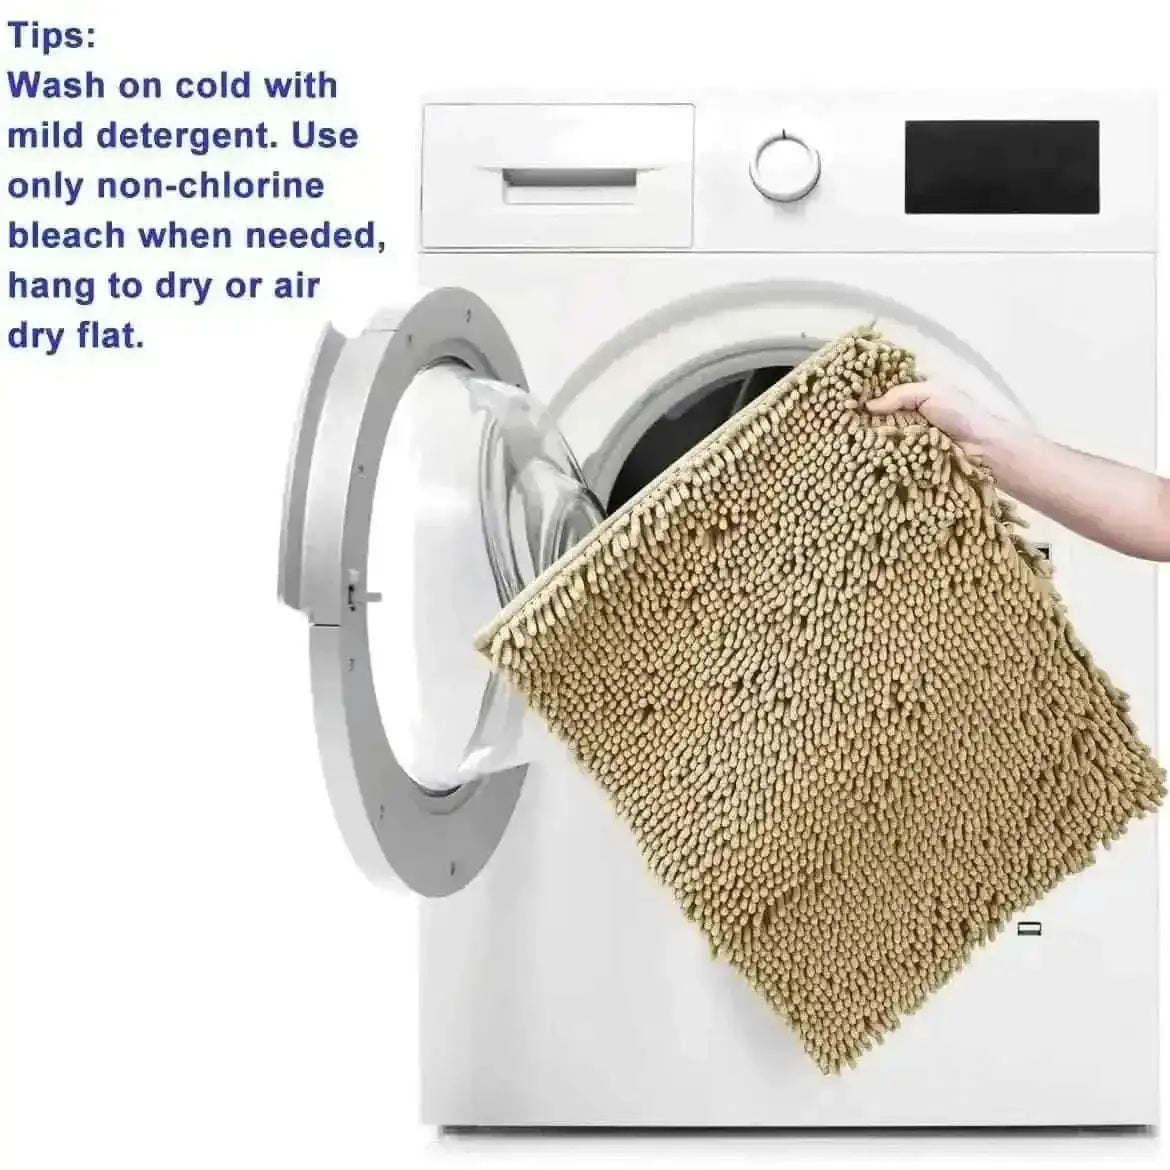 Tips:
Wash on cold with
mild detergent. Use
only non-chlorine
bleach when needed,
hang to dry or air
dry flat.